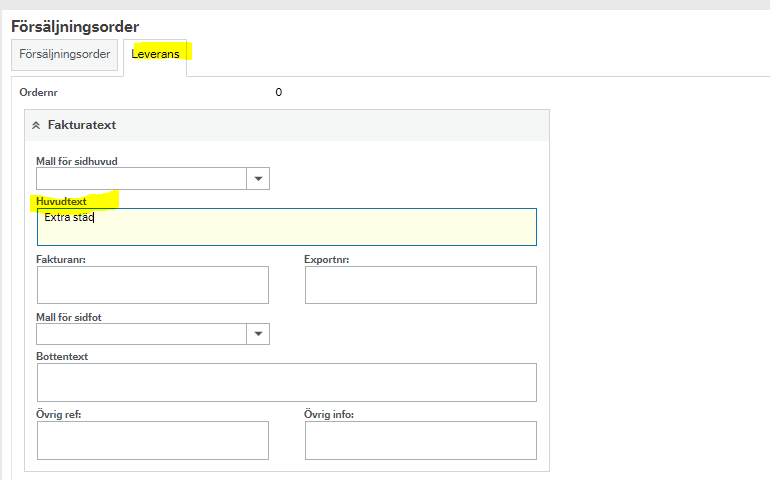 Försäljningsorder
Försäljningsorder Leverans
Ordernr 0
Fakturatext
Mall för sidhuvud
Huvudtext
Extra städ
Fakturanr: Exportnr:
Mall för sidfot
Bottentext
Övrig ref: Övrig info: